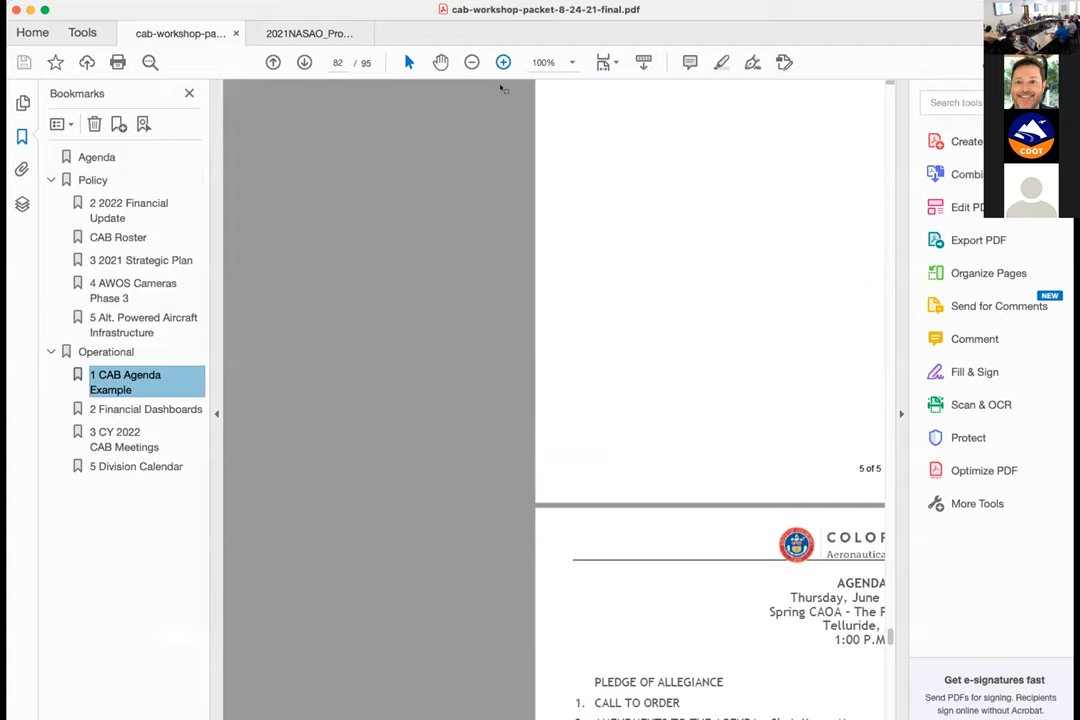 cab-workshop-packet-8-24-21-final.pdf
Home
Tools
cab-workshop-pa...
2021NASAO_Pro...
82 / 95
100%
Bookmarks
Agenda
Policy
2 2022 Financial
Update
CAB Roster
3 2021 Strategic Plan
4 AWOS Cameras
Phase 3
5 Alt. Powered Aircraft
Infrastructure
Operational
1 CAB Agenda
Example
2 Financial Dashboards
3 CY 2022
CAB Meetings
5 Division Calendar
5 of 5
COLOR
Aeronautica
AGENDA
Thursday, June
Spring CAOA - The
Telluride,
1:00 P.M
PLEDGE OF ALLEGIANCE
1. CALL TO ORDER
Search tools
Create
Combi
Edit PD
Export PDF
Organize Pages
NEW
Send for Comments
Comment
Fill & Sign
Scan & OCR
Protect
Optimize PDF
More Tools
Get e-signatures fast
Send PDFs for signing. Recipients
sign online without Acrobat.
CDOT